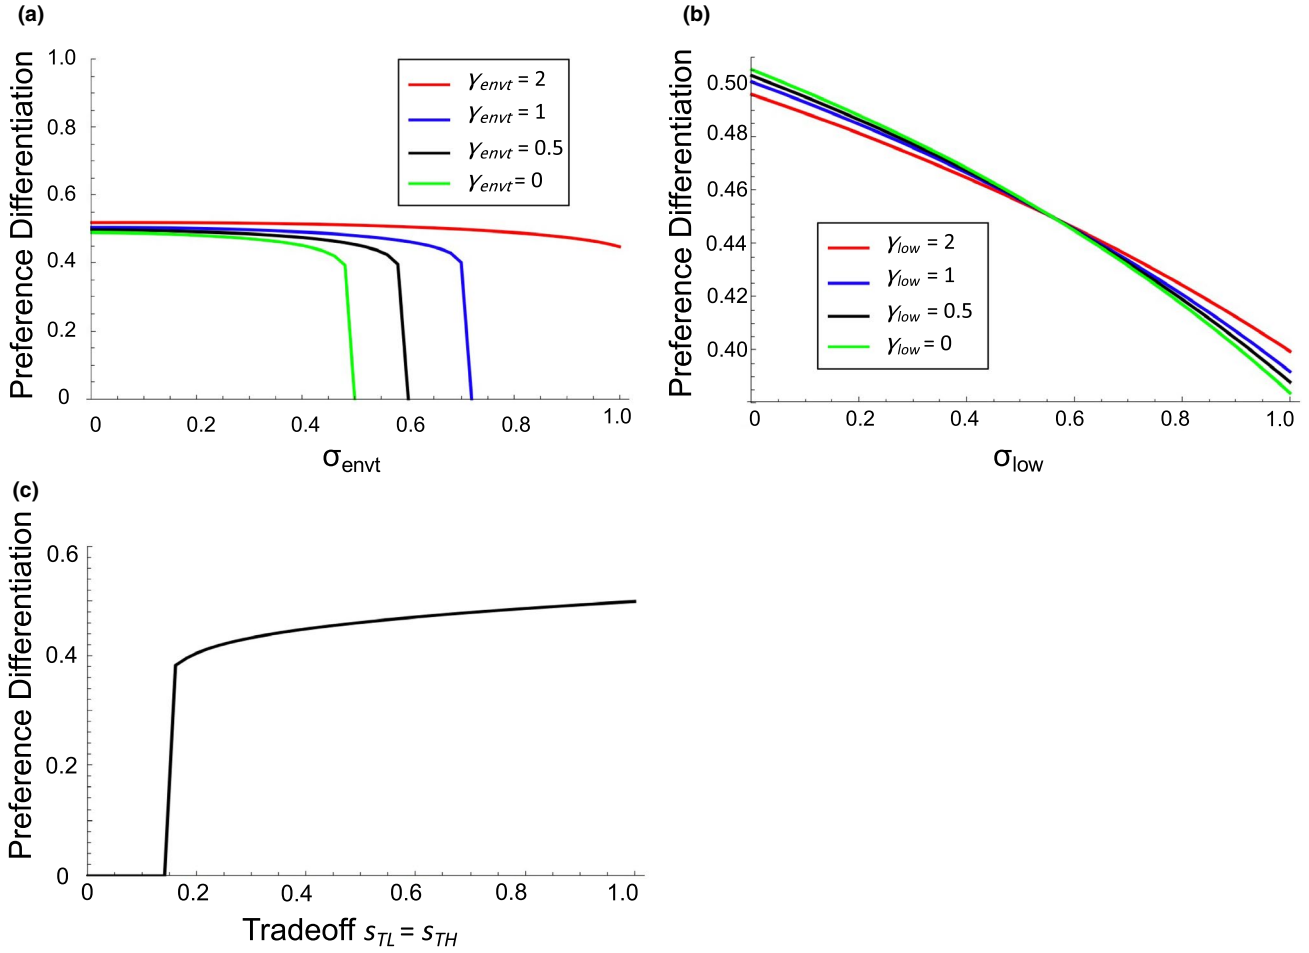 (a)
Preference Differentiation
1.0
0.8
0.6
0.4
0.2
0
γenvt = 2
γenvt = 1
γenvt = 0.5
γenvt = 0
0 0.2 0.4 0.6 0.8 1.0
σenvt
(b)
Preference Differentiation
0.50
0.48
0.46
0.44
0.42
0.40
γlow = 2
γlow = 1
γlow = 0.5
γlow = 0
0 0.2 0.4 0.6 0.8 1.0
σlow
(c)
Preference Differentiation
0.6
0.4
0.2
0
0 0.2 0.4 0.6 0.8 1.0
Tradeoff sTL = sTH